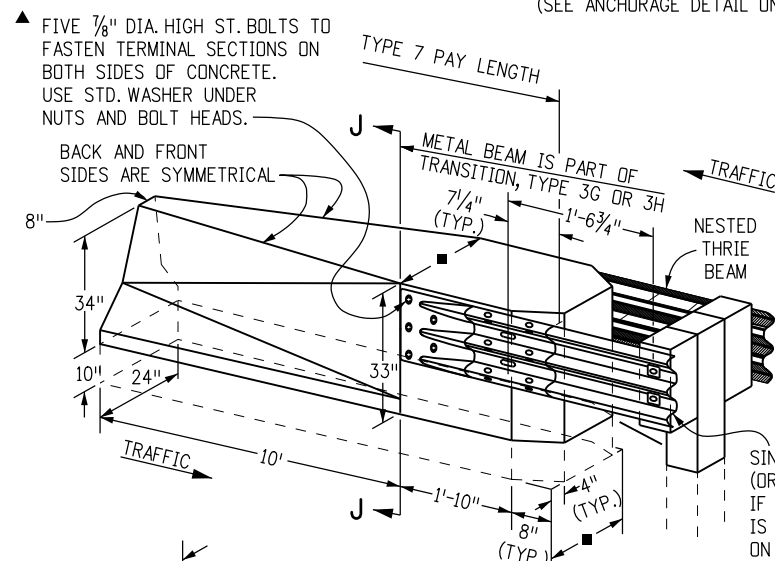 (SEE ANCHORAGE DETAIL ON
▲ FIVE 7/8" DIA. HIGH ST. BOLTS TO
FASTEN TERMINAL SECTIONS ON
BOTH SIDES OF CONCRETE.
USE STD. WASHER UNDER
NUTS AND BOLT HEADS.
TYPE 7 PAY LENGTH
J
BACK AND FRONT
SIDES ARE SYMMETRICAL
METAL BEAM IS PART OF
TRANSITION, TYPE 3G OR 3H
TRAFFIC
7 1/4"
(TYP.)
1'-6 3/4"
8"
■
NESTED
THRIE
BEAM
34"
33"
10"
24"
TRAFFIC
10'
J
1'-10"
8"
(TYP.)
4"
(TYP.)
■
SIN
(OR
IF
IS
ON